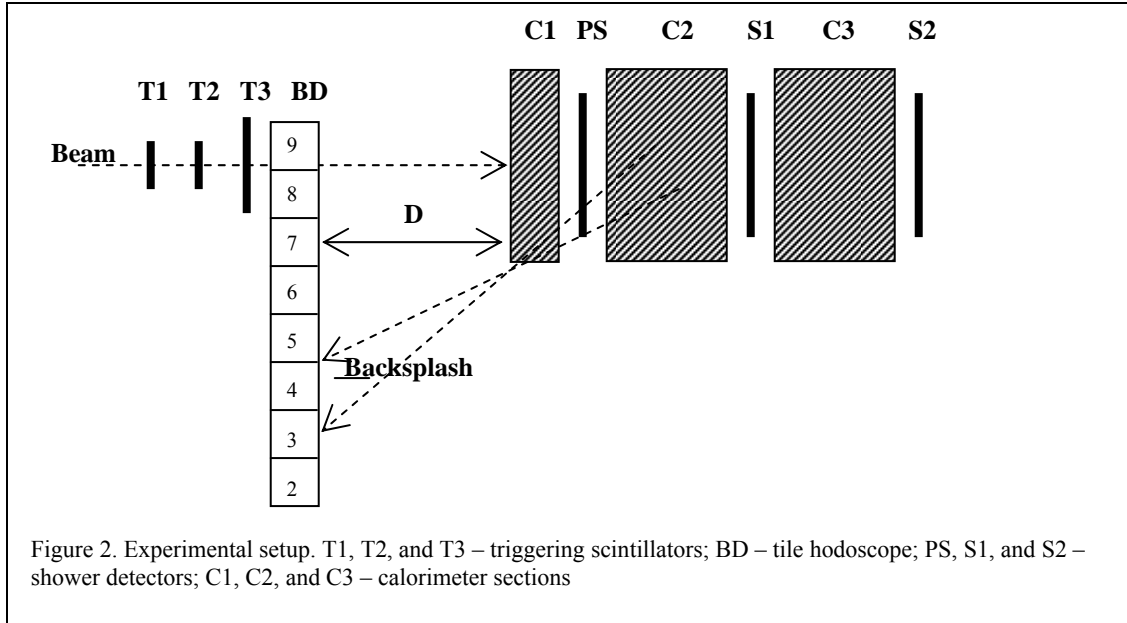 C1 PS C2 S1 C3 S2
T1 T2 T3 BD
Beam
9
8
D
7
6
5
Backsplash
4
3
2
Figure 2. Experimental setup. T1, T2, and T3 – triggering scintillators; BD – tile hodoscope; PS, S1, and S2 –
shower detectors; C1, C2, and C3 – calorimeter sections